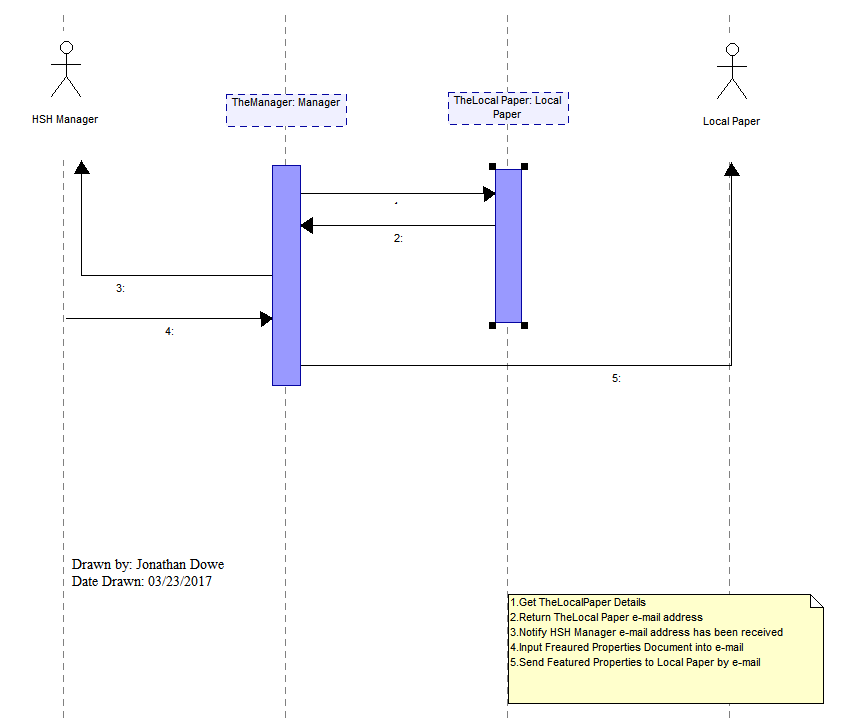 HSH Manager
TheManager: Manager
TheLocal Paper: Local
Paper
Local Paper
2:
3:
4:
5:
Drawn by: Jonathan Dowe
Date Drawn: 03/23/2017
1.Get TheLocalPaper Details
2.Return TheLocal Paper e-mail address
3.Notify HSH Manager e-mail address has been received
4.Input Freaured Properties Document into e-mail
5.Send Featured Properties to Local Paper by e-mail